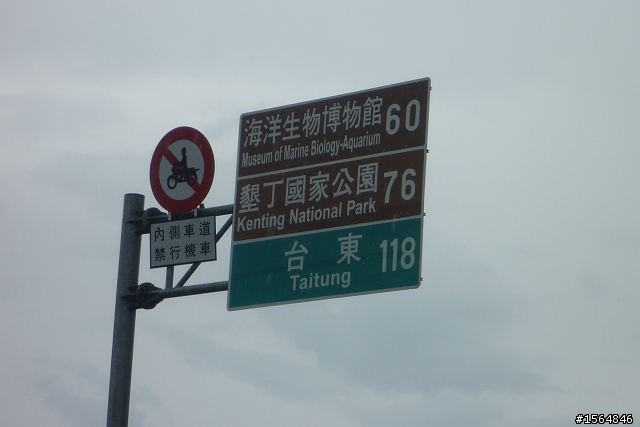 海洋生物博物館 60
Museum of Marine Biology-Aquarium
墾丁國家公園 76
Kenting National Park
台東 118
Taitung
內側車道
禁行機車
#1564846